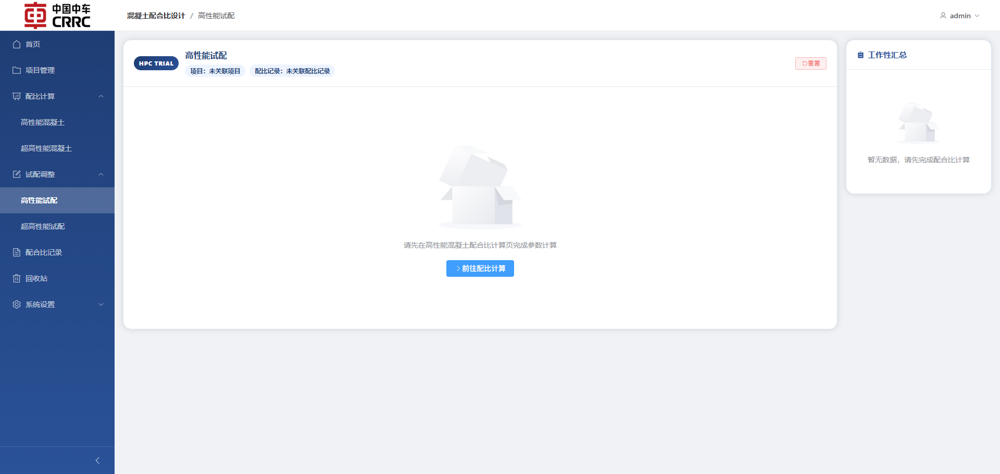 中国中车
CRRC
混凝土配合比设计 / 高性能试配
admin
首页
项目管理
配比计算
高性能混凝土
超高性能混凝土
试配调整
高性能试配
超高性能试配
配合比记录
回收站
系统设置
HPC TRIAL
高性能试配
项目：未关联项目
配比记录：未关联配比记录
重置
请先在高性能混凝土配合比计算页完成参数计算
前往配比计算
工作性汇总
暂无数据，请先完成配合比计算